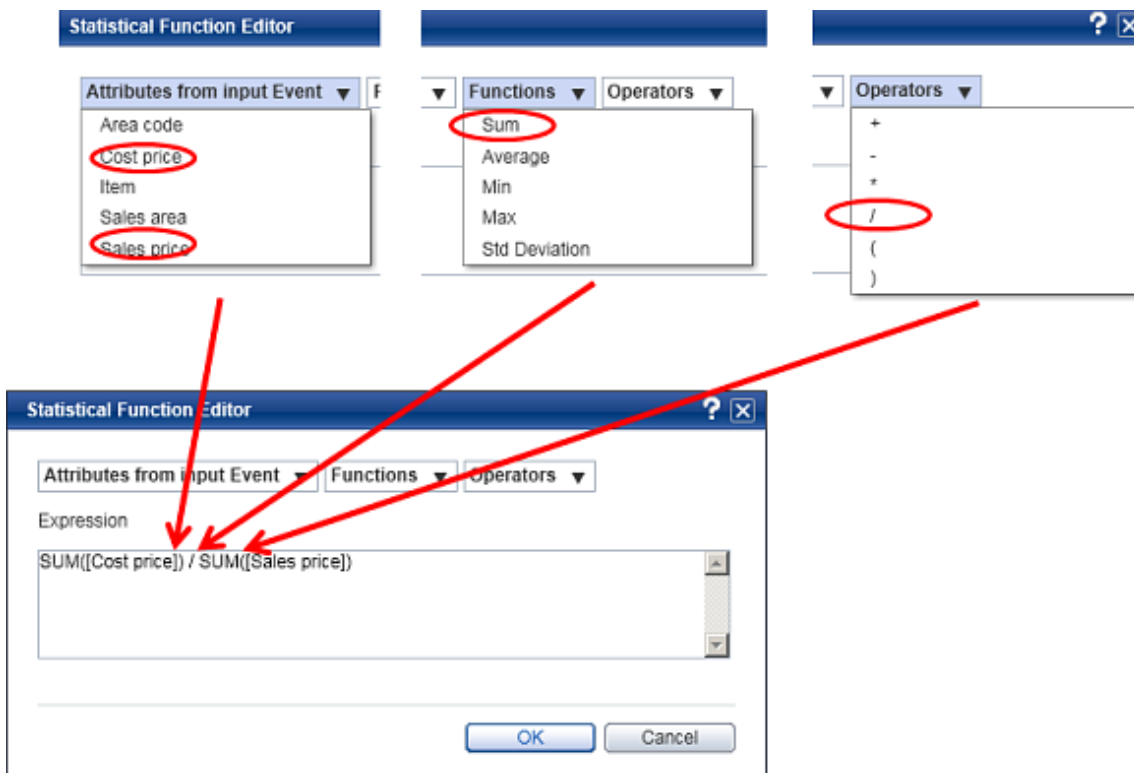 Statistical Function Editor
?
Attributes from input Event
Functions
Operators
Operators
Area code
Cost price
Item
Sales area
Sales price
Sum
Average
Min
Max
Std Deviation
+
-
*
/
(
)
Statistical Function Editor
?
Attributes from input Event
Functions
Operators
Expression
SUM([Cost price]) / SUM([Sales price])
OK
Cancel